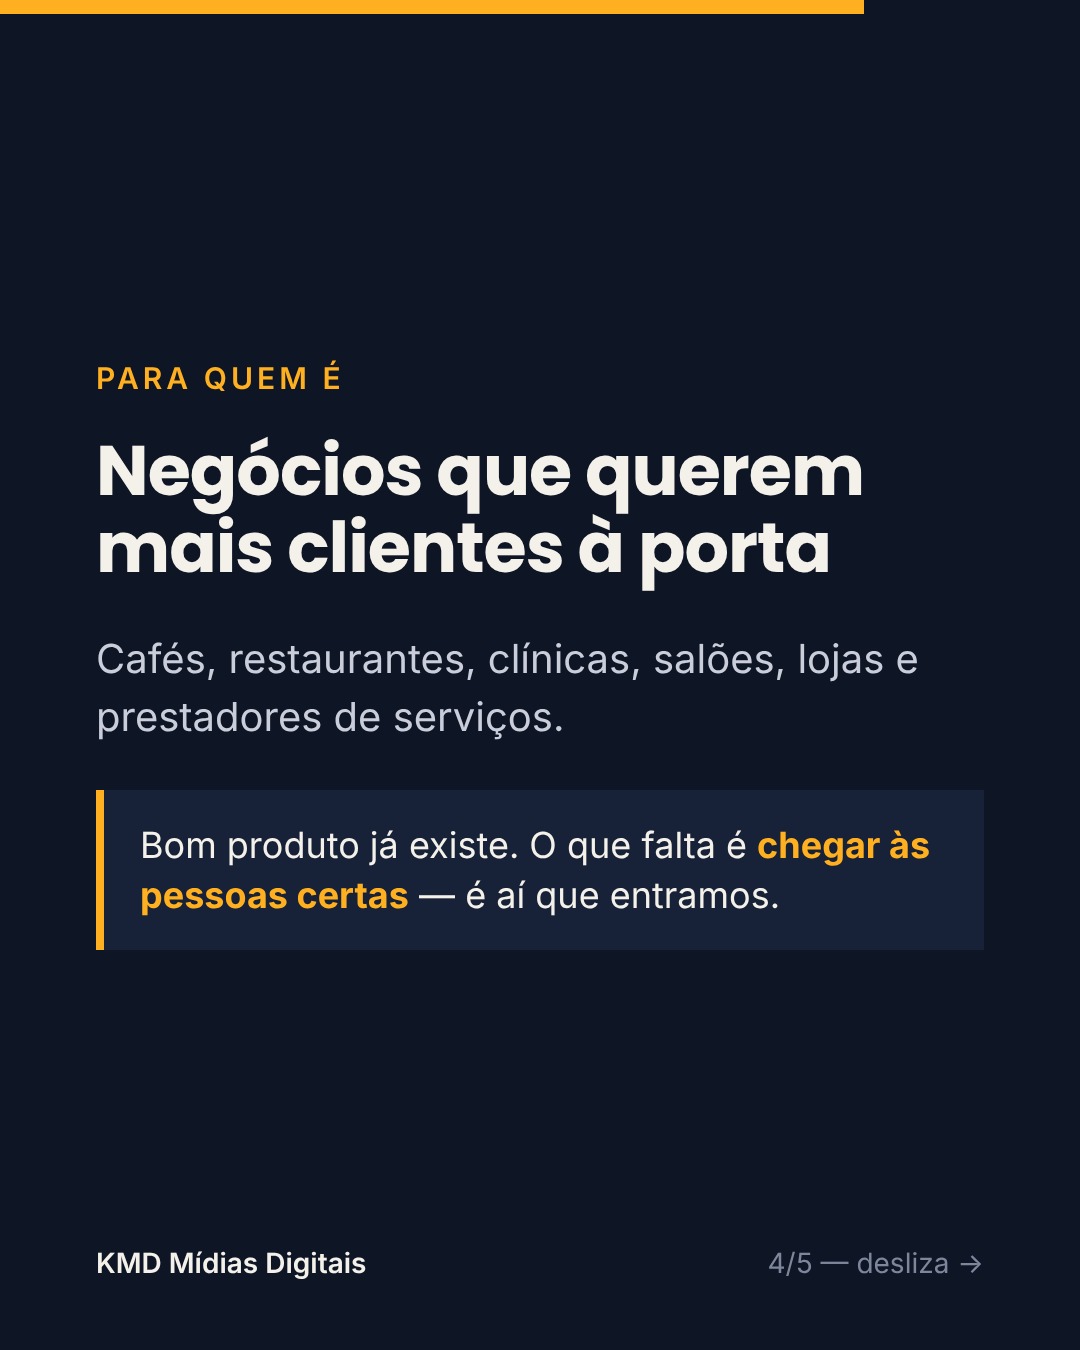 PARA QUEM É
Negócios que querem
mais clientes à porta
Cafés, restaurantes, clínicas, salões, lojas e
prestadores de serviços.
Bom produto já existe. O que falta é chegar às
pessoas certas — é aí que entramos.
KMD Mídias Digitais
4/5 — desliza →